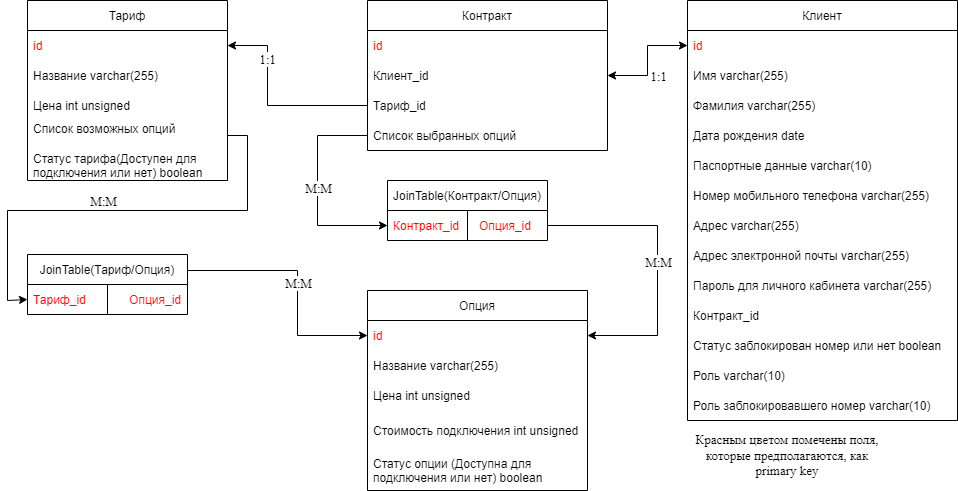 Тариф
id
Название varchar(255)
Цена int unsigned
Список возможных опций
Статус тарифа(Доступен для
подключения или нет) boolean
1:1
Контракт
id
Клиент_id
Тариф_id
Список выбранных опций
1:1
Клиент
id
Имя varchar(255)
Фамилия varchar(255)
Дата рождения date
Паспортные данные varchar(10)
Номер мобильного телефона varchar(255)
Адрес varchar(255)
Адрес электронной почты varchar(255)
Пароль для личного кабинета varchar(255)
Контракт_id
Статус заблокирован номер или нет boolean
Роль varchar(10)
Роль заблокировавшего номер varchar(10)
M:M
M:M
JoinTable(Контракт/Опция)
Контракт_id Опция_id
M:M
JoinTable(Тариф/Опция)
Тариф_id Опция_id
M:M
Опция
id
Название varchar(255)
Цена int unsigned
Стоимость подключения int unsigned
Статус опции (Доступна для
подключения или нет) boolean
Красным цветом помечены поля,
которые предполагаются, как
primary key